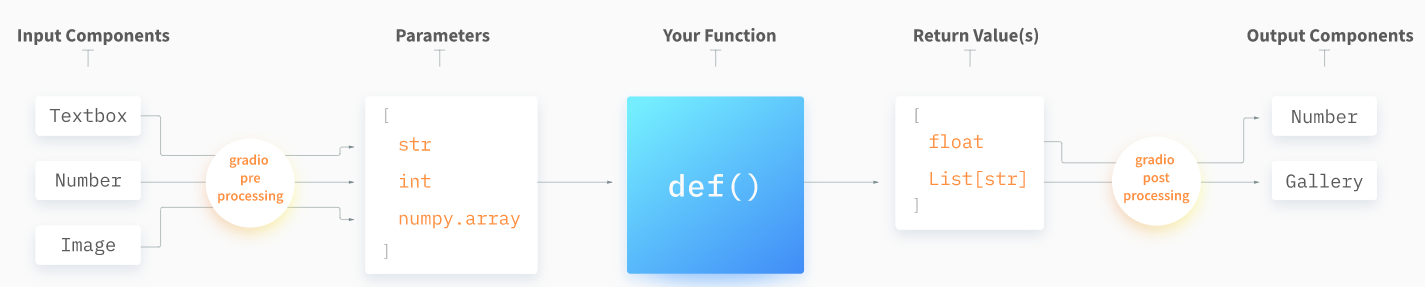 Input Components
Parameters
Your Function
Return Value(s)
Output Components
Textbox
Number
Image
gradio
pre
processing
[
str
int
numpy.array
]
def()
[
float
List[str]
]
gradio
post
processing
Number
Gallery